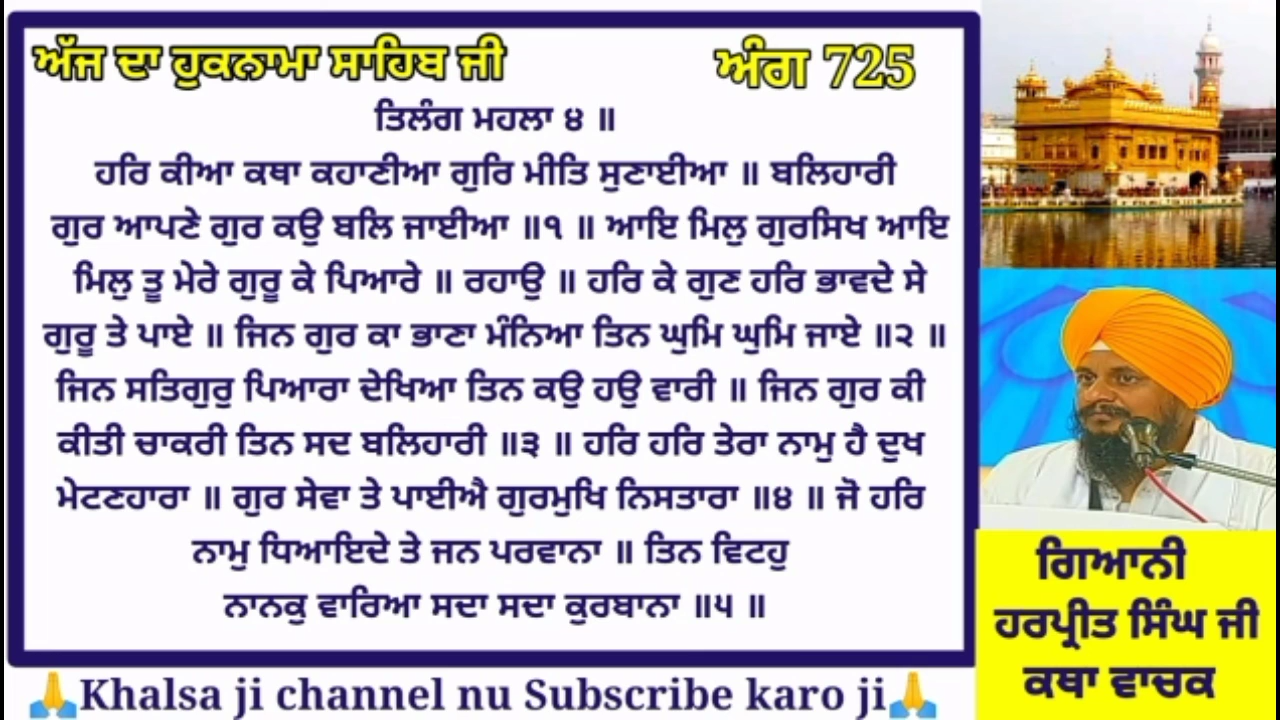 ਅੱਜ ਦਾ ਹੁਕਨਾਮਾ ਸਾਹਿਬ ਜੀ
ਅੰਗ 725
ਤਿਲੰਗ ਮਹਲਾ ੪ ॥
ਹਰਿ ਕੀਆ ਕਥਾ ਕਹਾਣੀਆ ਗੁਰਿ ਮੀਤਿ ਸੁਣਾਈਆ ॥ ਬਲਿਹਾਰੀ
ਗੁਰ ਆਪਣੇ ਗੁਰ ਕਉ ਬਲਿ ਜਾਈਆ ॥੧ ॥ ਆਇ ਮਿਲੁ ਗੁਰਸਿਖ ਆਇ
ਮਿਲੁ ਤੂ ਮੇਰੇ ਗੁਰੂ ਕੇ ਪਿਆਰੇ ॥ ਰਹਾਉ ॥ ਹਰਿ ਕੇ ਗੁਣ ਹਰਿ ਭਾਵਦੇ ਸੇ
ਗੁਰੂ ਤੇ ਪਾਏ ॥ ਜਿਨ ਗੁਰ ਕਾ ਭਾਣਾ ਮੰਨਿਆ ਤਿਨ ਘੁਮਿ ਘੁਮਿ ਜਾਏ ॥੨ ॥
ਜਿਨ ਸਤਿਗੁਰੁ ਪਿਆਰਾ ਦੇਖਿਆ ਤਿਨ ਕਉ ਹਉ ਵਾਰੀ ॥ ਜਿਨ ਗੁਰ ਕੀ
ਕੀਤੀ ਚਾਕਰੀ ਤਿਨ ਸਦ ਬਲਿਹਾਰੀ ॥੩ ॥ ਹਰਿ ਹਰਿ ਤੇਰਾ ਨਾਮੁ ਹੈ ਦੁਖ
ਮੇਟਣਹਾਰਾ ॥ ਗੁਰ ਸੇਵਾ ਤੇ ਪਾਈਐ ਗੁਰਮੁਖਿ ਨਿਸਤਾਰਾ ॥੪ ॥ ਜੋ ਹਰਿ
ਨਾਮੁ ਧਿਆਇਦੇ ਤੇ ਜਨ ਪਰਵਾਨਾ ॥ ਤਿਨ ਵਿਟਹੁ
ਨਾਨਕੁ ਵਾਰਿਆ ਸਦਾ ਸਦਾ ਕੁਰਬਾਨਾ ॥੫ ॥
🙏Khalsa ji channel nu Subscribe karo ji🙏
ਗਿਆਨੀ
ਹਰਪ੍ਰੀਤ ਸਿੰਘ ਜੀ
ਕਥਾ ਵਾਚਕ